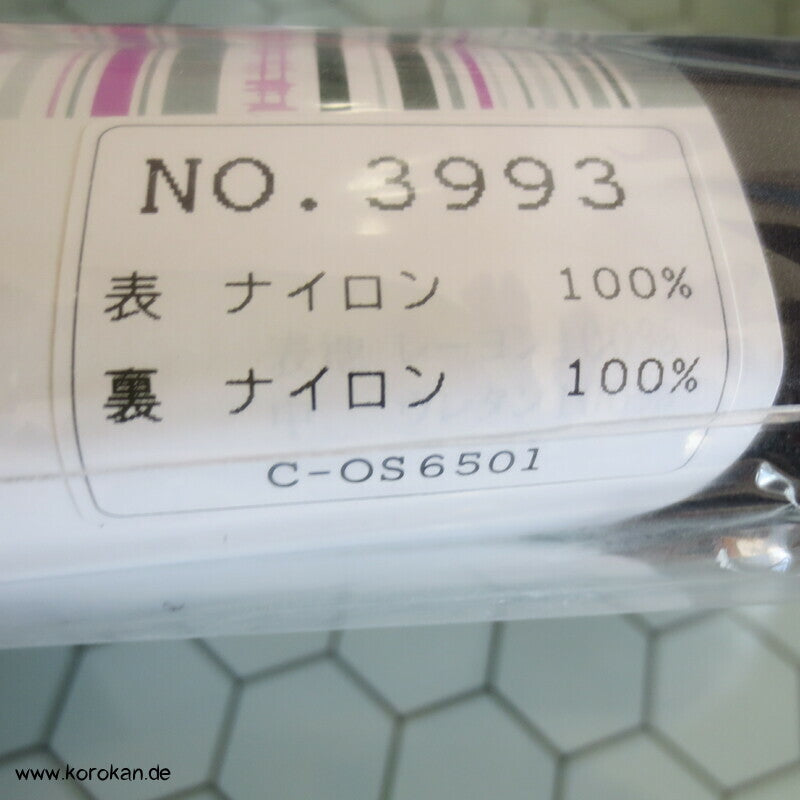 NO. 3993
表 ナイロン 100%
裏 ナイロン 100%
C-OS6501
www.korokan.de